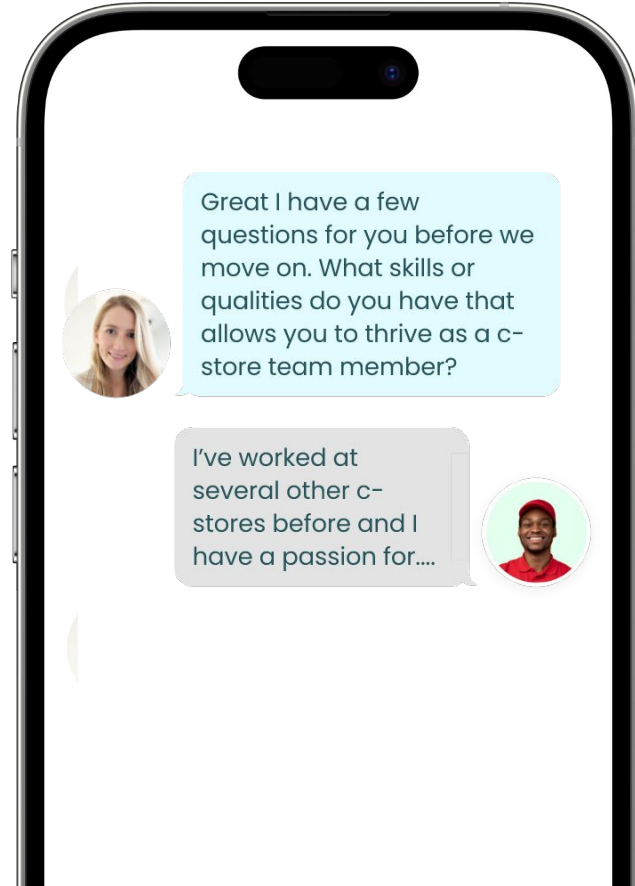 Great I have a few
questions for you before we
move on. What skills or
qualities do you have that
allows you to thrive as a c-
store team member?
I’ve worked at
several other c-
stores before and I
have a passion for....